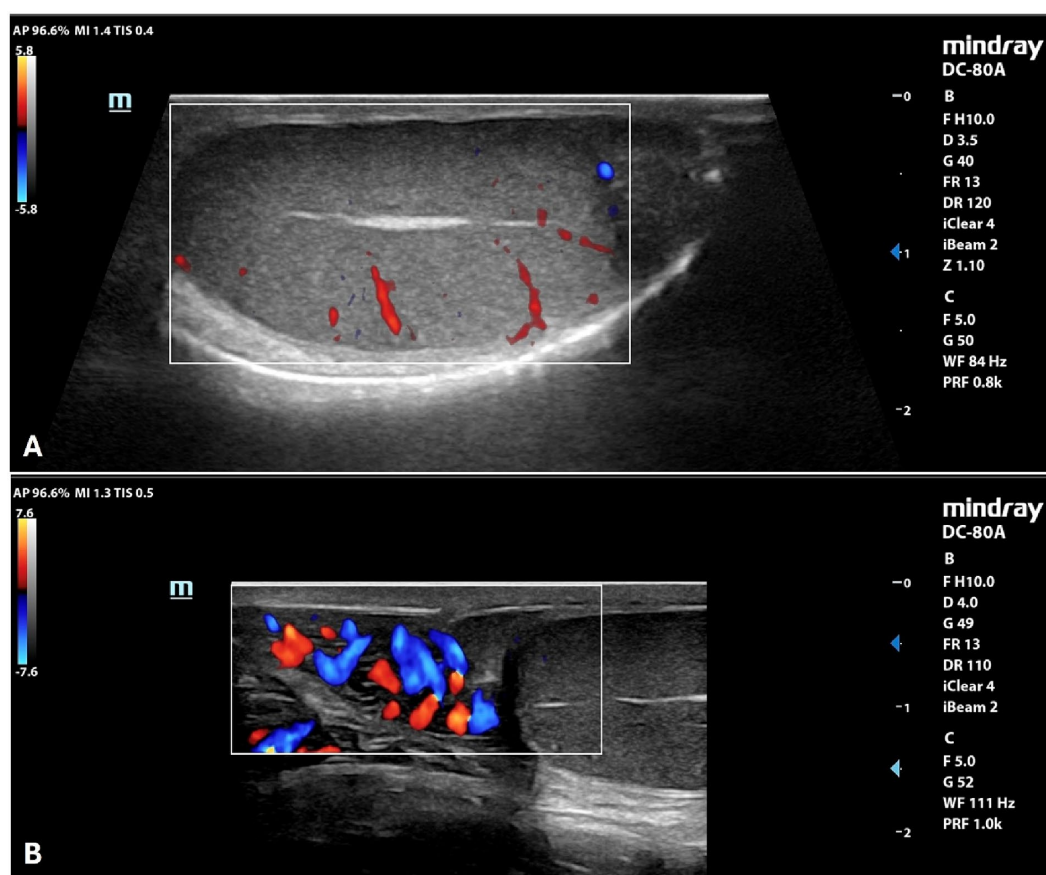 AP 96.6% MI 1.4 TIS 0.4
5.8
-5.8
m
mindray
DC-80A
B
F H10.0
D 3.5
G 40
FR 13
DR 120
iClear 4
iBeam 2
Z 1.10
C
F 5.0
G 50
WF 84 Hz
PRF 0.8k
0
1
2
A
AP 96.6% MI 1.3 TIS 0.5
7.6
-7.6
m
mindray
DC-80A
B
F H10.0
D 4.0
G 49
FR 13
DR 110
iClear 4
iBeam 2
C
F 5.0
G 52
WF 111 Hz
PRF 1.0k
0
1
2
B